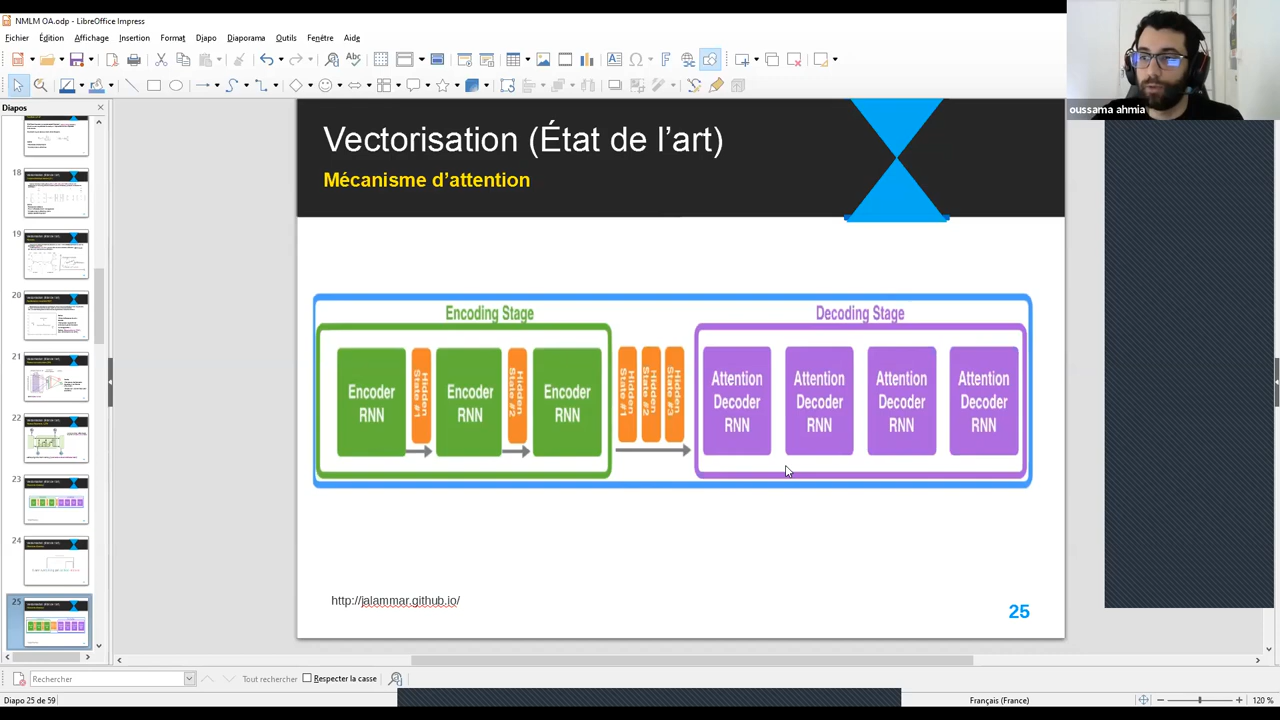 NMLM OA.odp - LibreOffice Impress
Fichier Édition Affichage Insertion Format Diapo Diaporama Outils Fenêtre Aide
oussama ahmia
Diapos
18
19
20
21
22
23
24
25
Vectorisation (État de l'art)
Mécanisme d'attention
Encoding Stage
Decoding Stage
Encoder RNN
Hidden State #1
Encoder RNN
Hidden State #2
Encoder RNN
Hidden State #1
Hidden State #2
Hidden State #3
Attention Decoder RNN
Attention Decoder RNN
Attention Decoder RNN
Attention Decoder RNN
http://jalammar.github.io/
25
Rechercher
Tout rechercher
Respecter la casse
Diapo 25 de 59
Français (France)
120 %